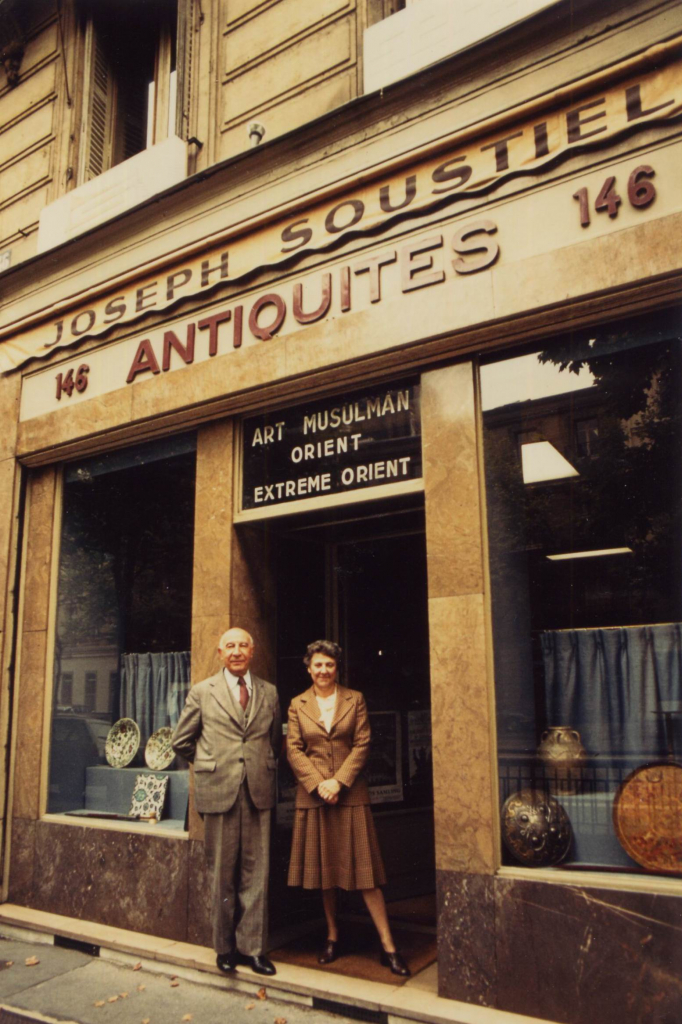 JOSEPH SOUSTIEL
146 ANTIQUITES 146
ART MUSULMAN
ORIENT
EXTREME ORIENT